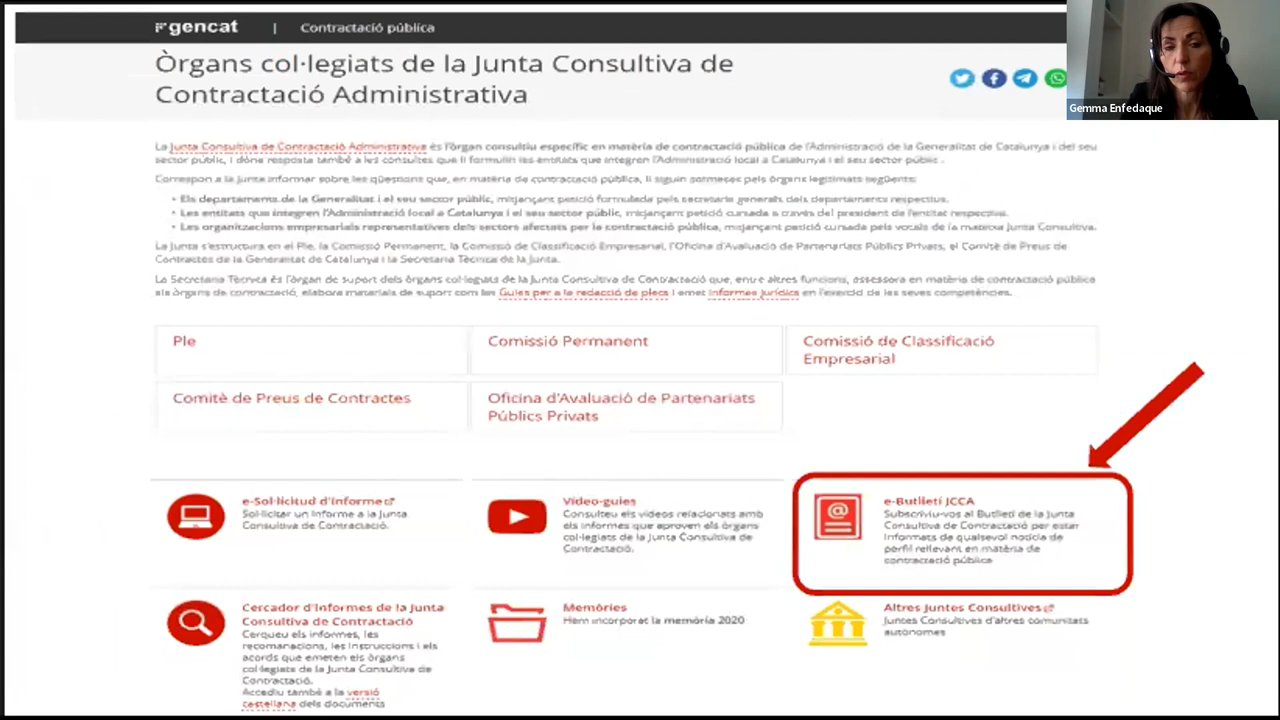 gencat | Contractació pública
Òrgans col·legiats de la Junta Consultiva de
Contractació Administrativa
Gemma Enfedaque
La Junta Consultiva de Contractació Administrativa és l'òrgan consultiu específic en matèria de contractació pública de l'Administració de la Generalitat de Catalunya i del seu
sector públic, i dóna resposta també a les consultes que li formulin les entitats que integren l'Administració local a Catalunya i el seu sector públic .
Correspon a la Junta informar sobre les qüestions que, en matèria de contractació pública, li siguin sotmeses pels òrgans legitimats següents:
• Els departaments de la Generalitat i el seu sector públic, mitjançant petició formulada pels secretaris generals dels departaments respectius.
• Les entitats que integren l'Administració local a Catalunya i el seu sector públic, mitjançant petició cursada a través del president de l'entitat respectiva.
• Les organitzacions empresarials representatives dels sectors afectats per la contractació pública, mitjançant petició cursada pels vocals de la mateixa Junta Consultiva.
La Junta s'estructura en el Ple, la Comissió Permanent, la Comissió de Classificació Empresarial, l'Oficina d'Avaluació de Partenariats Públics Privats, el Comitè de Preus de
Contractes de la Generalitat de Catalunya i la Secretaria Tècnica de la Junta.
La Secretaria Tècnica és l'òrgan de suport dels òrgans col·legiats de la Junta Consultiva de Contractació que, entre altres funcions, assessora en matèria de contractació pública
als òrgans de contractació, elabora materials de suport com les Guies per a la redacció de plecs i emet informes jurídics en l'exercici de les seves competències.
Ple
Comissió Permanent
Comissió de Classificació
Empresarial
Comitè de Preus de Contractes
Oficina d'Avaluació de Partenariats
Públics Privats
e-Sol·licitud d'Informe
Sol·licitar un informe a la Junta
Consultiva de Contractació.
Vídeo-guies
Consulteu els vídeos relacionats amb
els informes que aproven els òrgans
col·legiats de la Junta Consultiva de
Contractació.
e-Butlletí JCCA
Subscriviu-vos al Butlletí de la Junta
Consultiva de Contractació per estar
informats de qualsevol notícia de
perfil rellevant en matèria de
contractació pública
Cercador d'Informes de la Junta
Consultiva de Contractació
Cerqueu els informes, les
recomanacions, les instruccions i els
acords que emeten els òrgans
col·legiats de la Junta Consultiva de
Contractació.
Accediu també a la versió
castellana dels documents
Memòries
Hem incorporat la memòria 2020
Altres Juntes Consultives
Juntes Consultives d'altres comunitats
autònomes